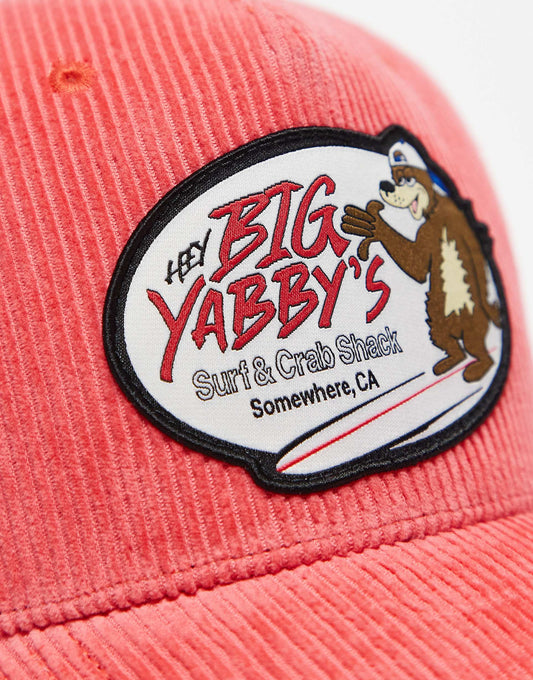 HEY BIG
YABBY'S
Surf & Crab Shack
Somewhere, CA